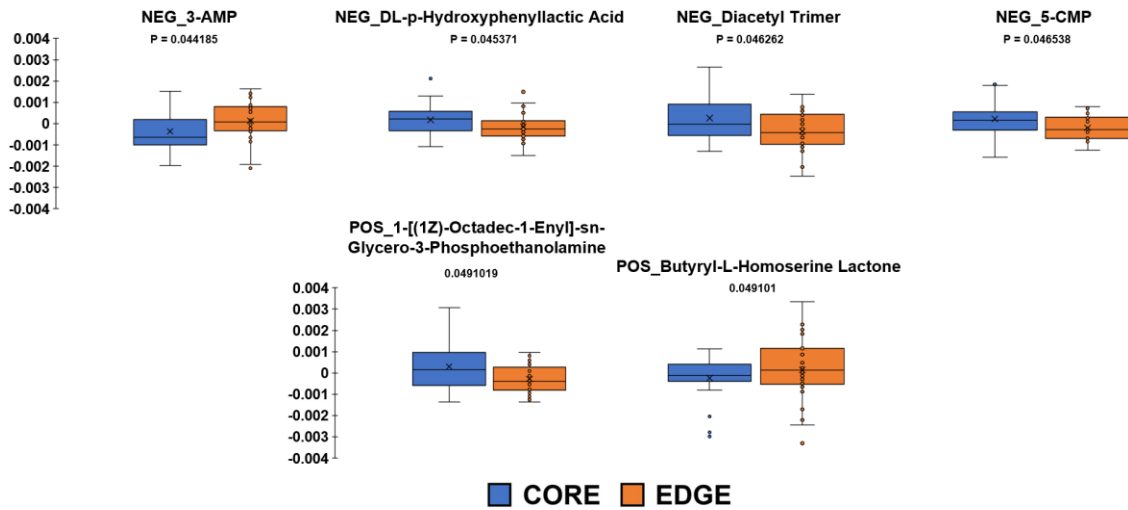 NEG_3-AMP
NEG_DL-p-Hydroxyphenyllactic Acid
NEG_Diacetyl Trimer
NEG_5-CMP
P = 0.044185
P = 0.045371
P = 0.046262
P = 0.046538
0.004
0.003
0.002
0.001
0
-0.001
-0.002
-0.003
-0.004
POS_1-[(1Z)-Octadec-1-Enyl]-sn-
Glycero-3-Phosphoethanolamine
0.0491019
POS_Butyryl-L-Homoserine Lactone
0.049101
0.004
0.003
0.002
0.001
0
-0.001
-0.002
-0.003
-0.004
CORE
EDGE